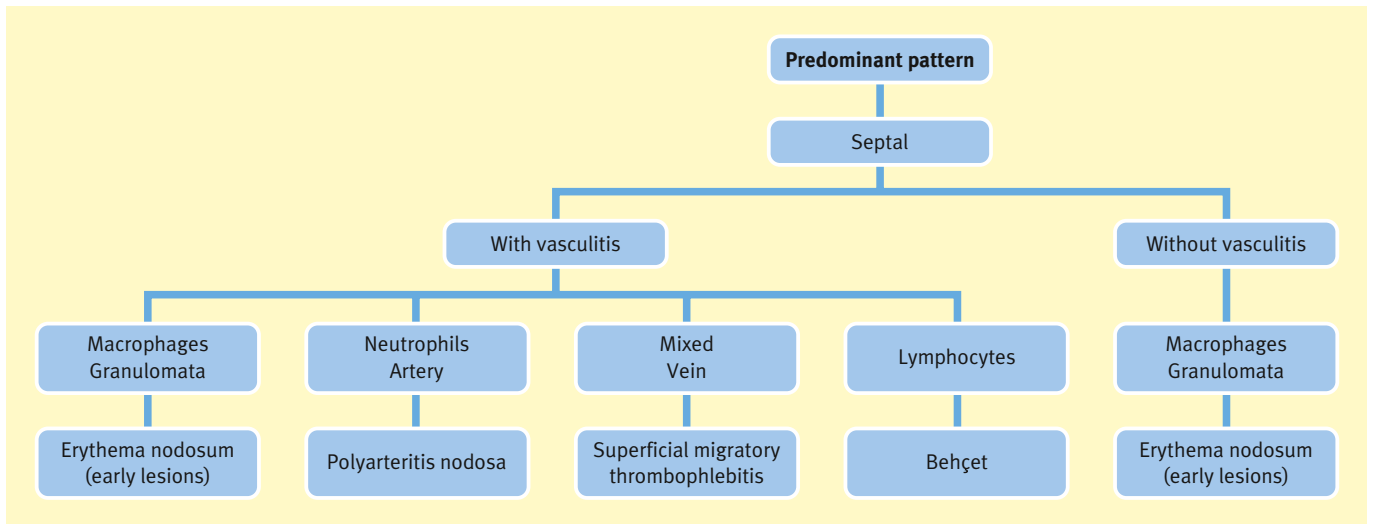 Predominant pattern
Septal
With vasculitis
Without vasculitis
Macrophages
Granulomata
Neutrophils
Artery
Mixed
Vein
Lymphocytes
Macrophages
Granulomata
Erythema nodosum
(early lesions)
Polyarteritis nodosa
Superficial migratory
thrombophlebitis
Behçet
Erythema nodosum
(early lesions)